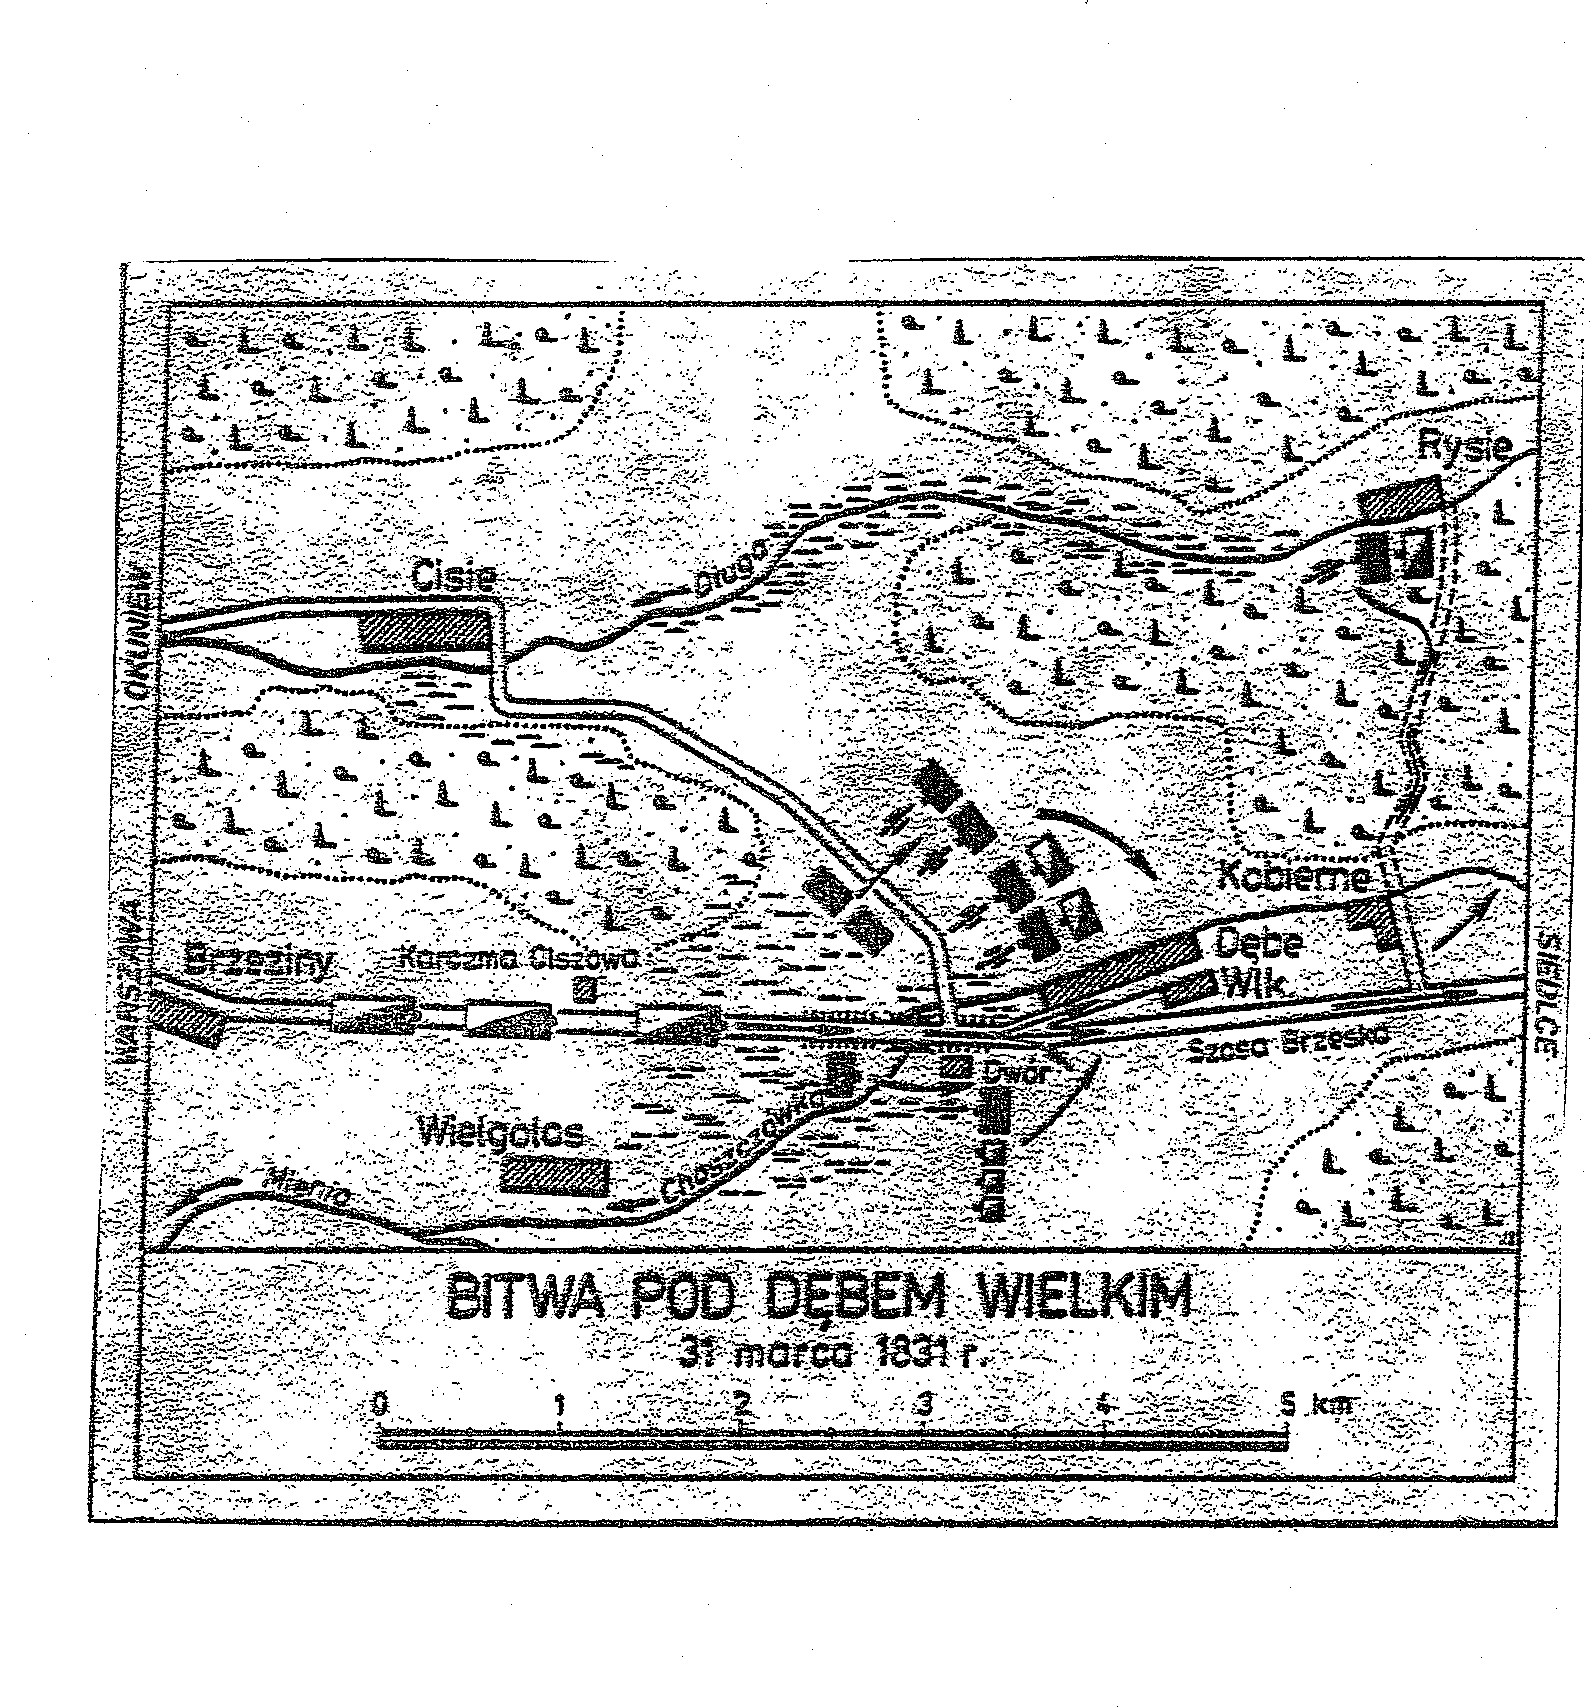 Rysie
Długa
Cisie
OKUNIEW
Kobierne
WARSZAWA
Brzeziny
Karczma Ciszowa
Dębe
Wlk.
SIEDLCE
Szosa Brzeska
Dwór
Wielgolas
Choszczówka
Mienia
BITWA POD DĘBEM WIELKIM
31 marca 1831 r.
0 1 2 3 4 5 km